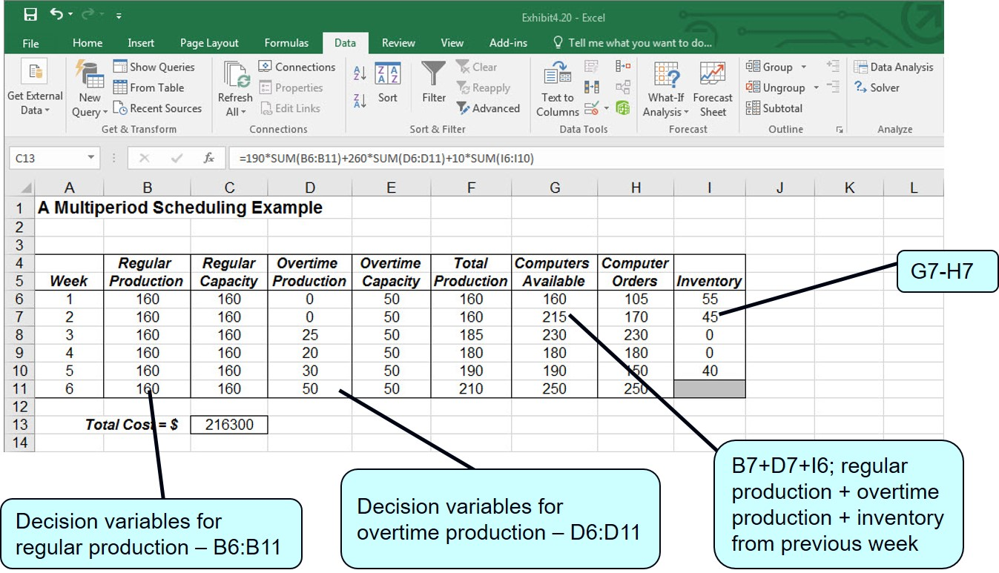 Exhibit4.20 - Excel
File Home Insert Page Layout Formulas Data Review View Add-ins Tell me what you want to do...
Get External Data
New Query
Show Queries
From Table
Recent Sources
Get & Transform
Refresh All
Connections
Properties
Edit Links
Connections
Sort
Filter
Clear
Reapply
Advanced
Sort & Filter
Text to Columns
Data Tools
What-If Analysis
Forecast Sheet
Forecast
Group
Ungroup
Subtotal
Outline
Data Analysis
Solver
Analyze
C13 fx =190*SUM(B6:B11)+260*SUM(D6:D11)+10*SUM(I6:I10)
A B C D E F G H I J K L
1 A Multiperiod Scheduling Example
2
3
4 Regular Regular Overtime Overtime Total Computers Computer
5 Week Production Capacity Production Capacity Production Available Orders Inventory
6 1 160 160 0 50 160 160 105 55
7 2 160 160 0 50 160 215 170 45
8 3 160 160 25 50 185 230 230 0
9 4 160 160 20 50 180 180 180 0
10 5 160 160 30 50 190 190 150 40
11 6 160 160 50 50 210 250 250
12
13 Total Cost = $ 216300
14
G7-H7
B7+D7+I6; regular
production + overtime
production + inventory
from previous week
Decision variables for
overtime production – D6:D11
Decision variables for
regular production – B6:B11